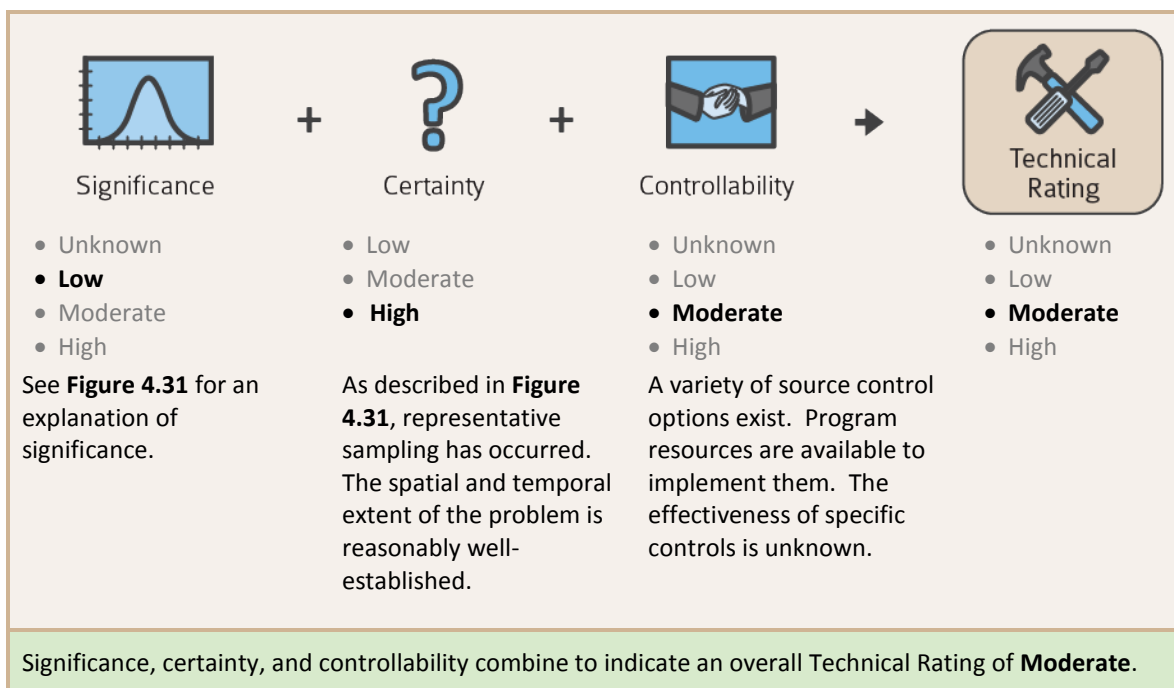 + + 
Significance
Certainty
Controllability
Technical
Rating
• Unknown
• Low
• Moderate
• High
See Figure 4.31 for an
explanation of
significance.
• Low
• Moderate
• High
As described in Figure
4.31, representative
sampling has occurred.
The spatial and temporal
extent of the problem is
reasonably well-
established.
• Unknown
• Low
• Moderate
• High
A variety of source control
options exist.  Program
resources are available to
implement them.  The
effectiveness of specific
controls is unknown.
• Unknown
• Low
• Moderate
• High
Significance, certainty, and controllability combine to indicate an overall Technical Rating of Moderate.